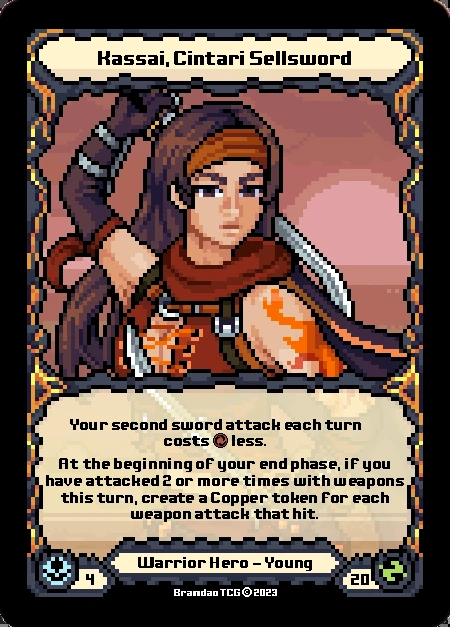 Kassai, Cintari Sellsword
Your second sword attack each turn
costs less.
At the beginning of your end phase, if you
have attacked 2 or more times with weapons
this turn, create a Copper token for each
weapon attack that hit.
Warrior Hero - Young
4
20
Brandao TCG © 2023